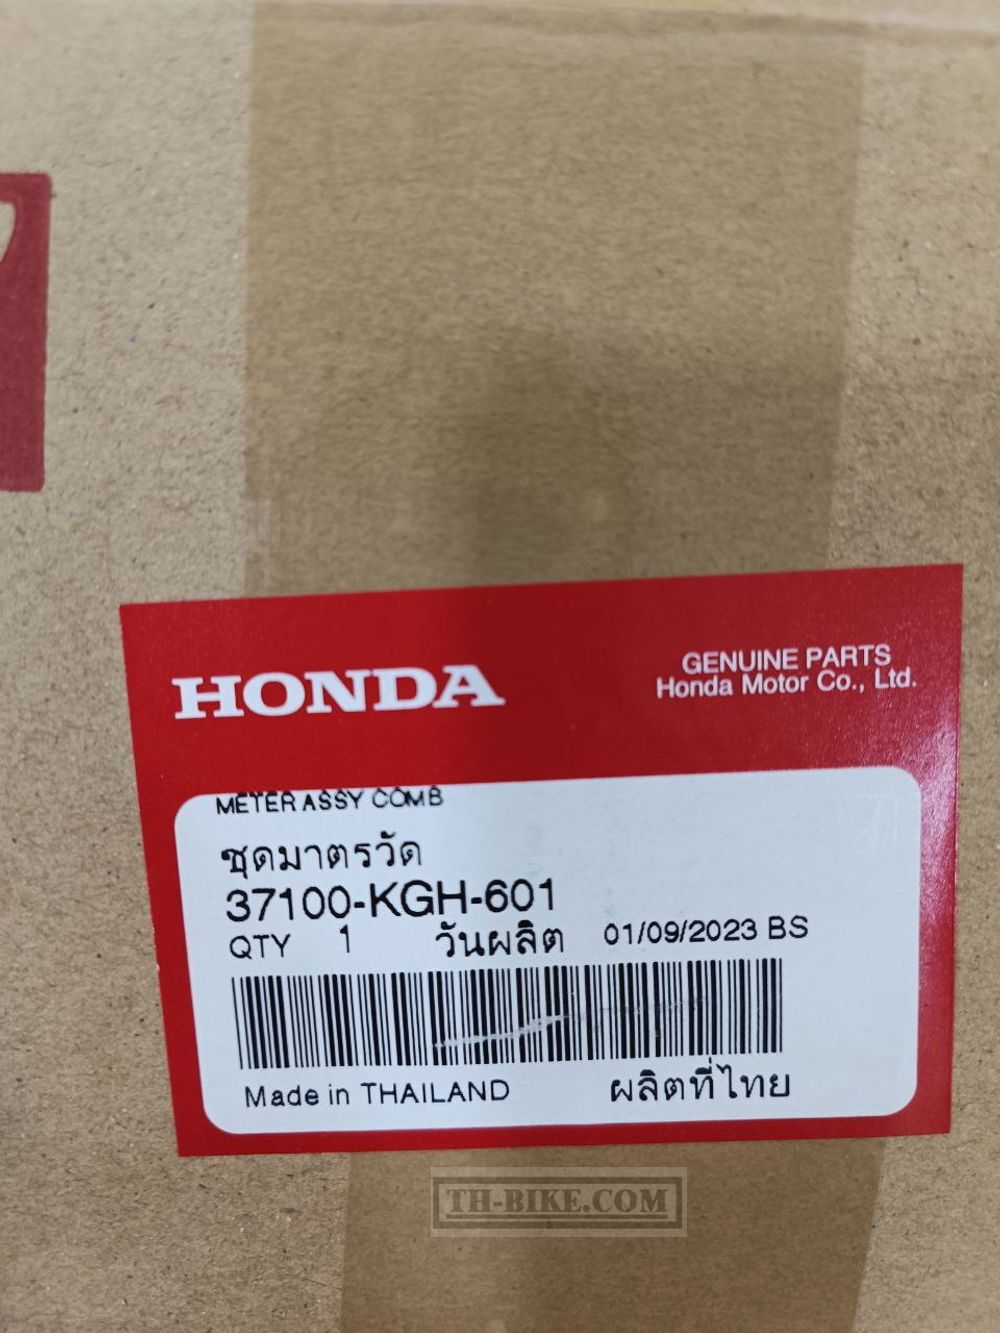 HONDA
GENUINE PARTS
Honda Motor Co., Ltd.
METER ASSY COMB
ชุดมาตรวัด
37100-KGH-601
QTY 1 วันผลิต 01/09/2023 BS
Made in THAILAND ผลิตที่ไทย
TH-BIKE.COM